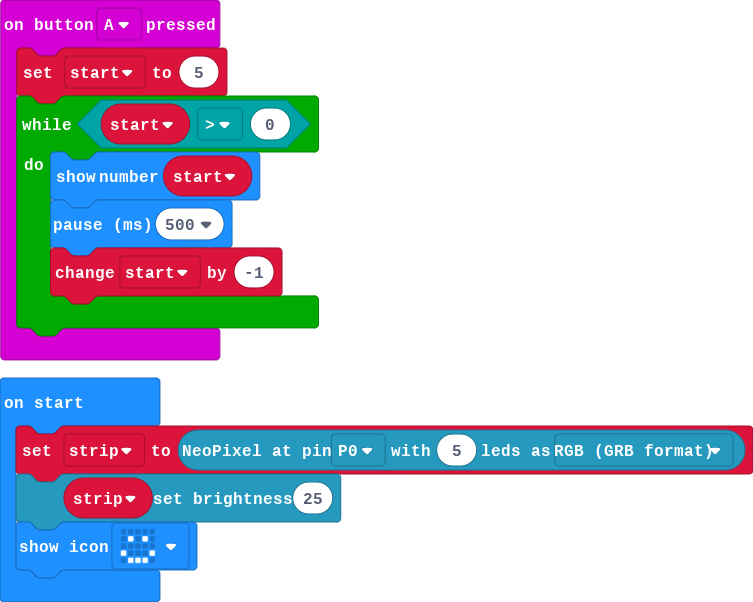 on button A pressed
set start to 5
while start > 0
do
show number start
pause (ms) 500
change start by -1
on start
set strip to NeoPixel at pin P0 with 5 leds as RGB (GRB format)
strip set brightness 25
show icon